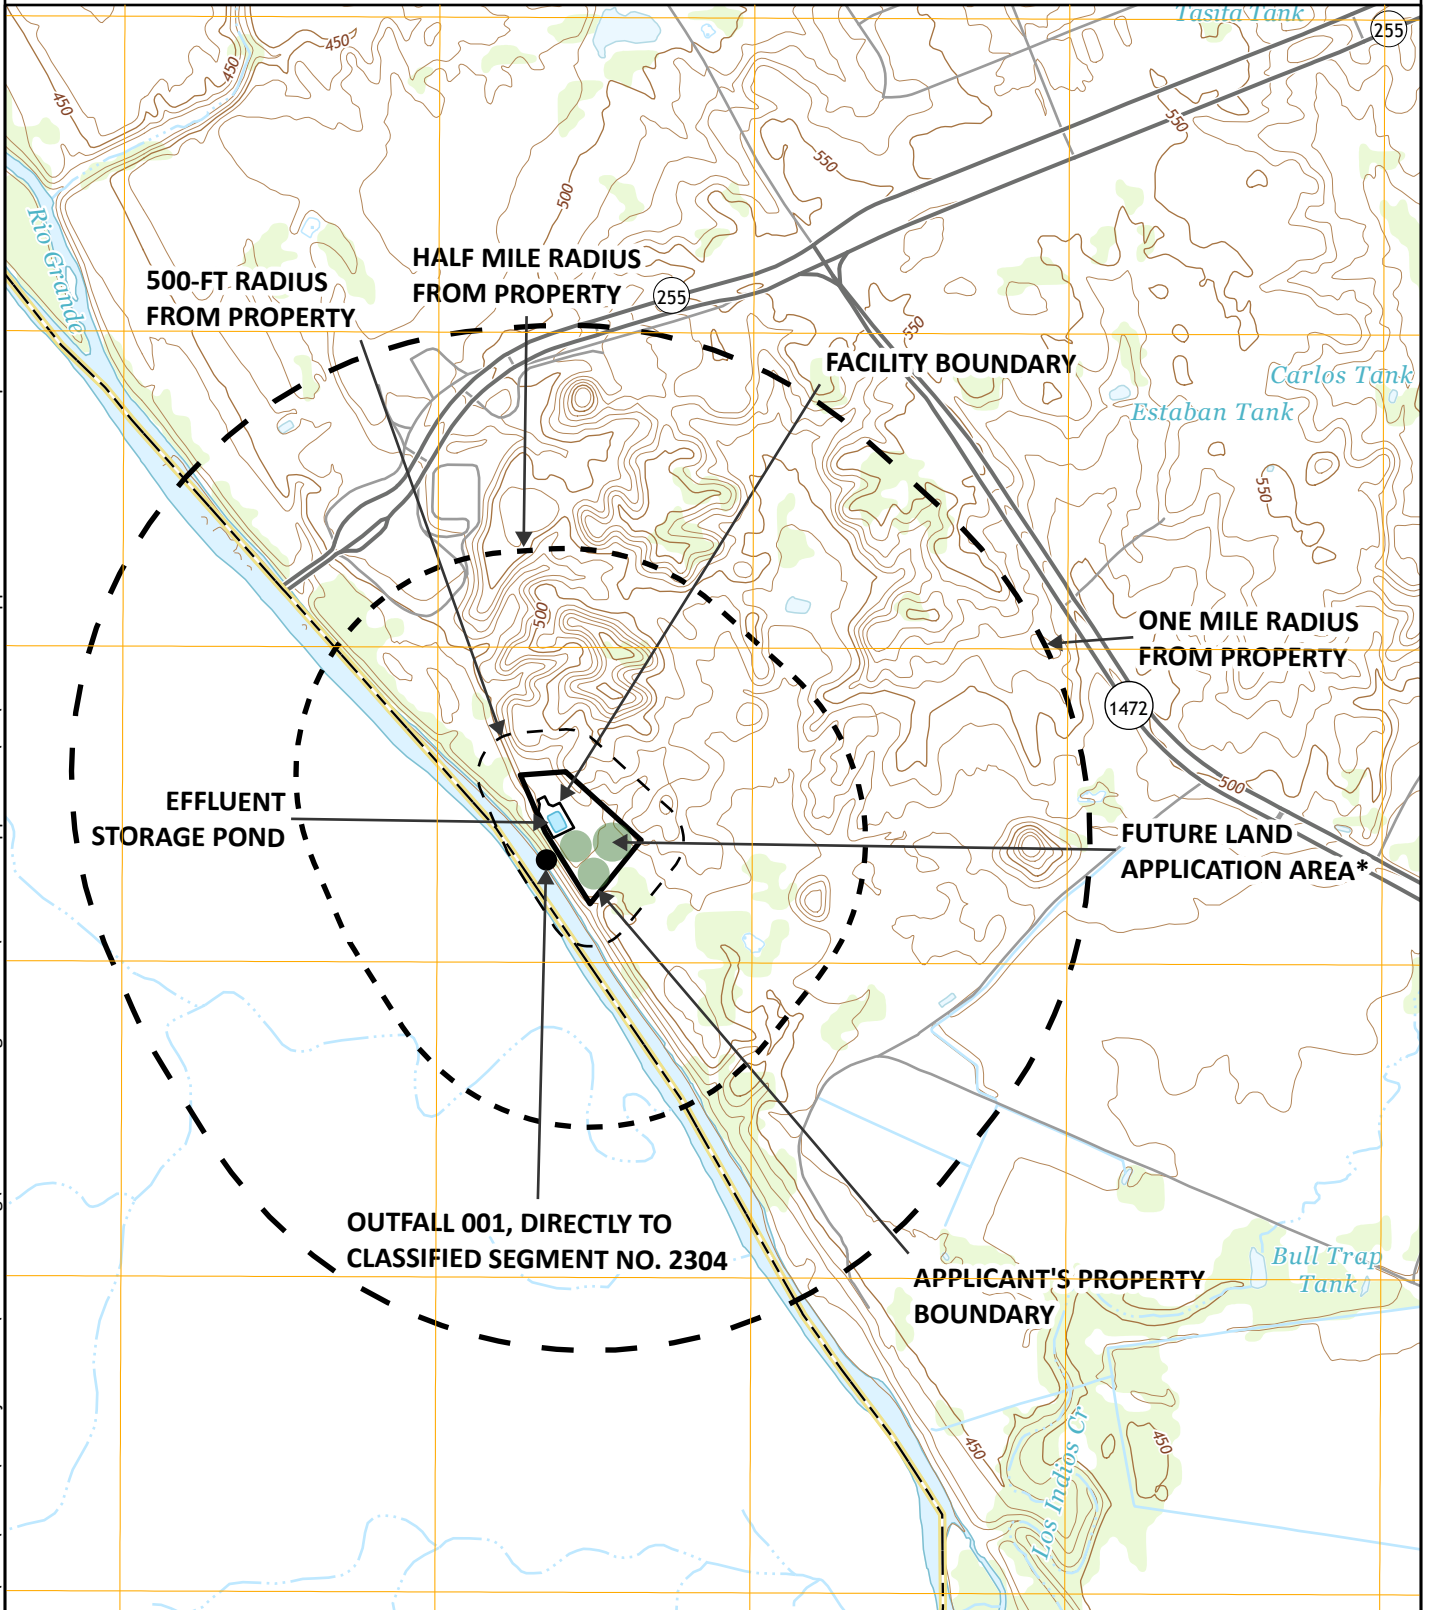 Tasita Tank
255
450
450
450
550
550
500
Rio Grande
HALF MILE RADIUS
FROM PROPERTY
255
500-FT RADIUS
FROM PROPERTY
550
FACILITY BOUNDARY
Carlos Tank
Estaban Tank
550
500
ONE MILE RADIUS
FROM PROPERTY
1472
500
EFFLUENT
STORAGE POND
FUTURE LAND
APPLICATION AREA*
OUTFALL 001, DIRECTLY TO
CLASSIFIED SEGMENT NO. 2304
APPLICANT'S PROPERTY
BOUNDARY
Bull Trap
Tank
450
450
Los Indios Cr